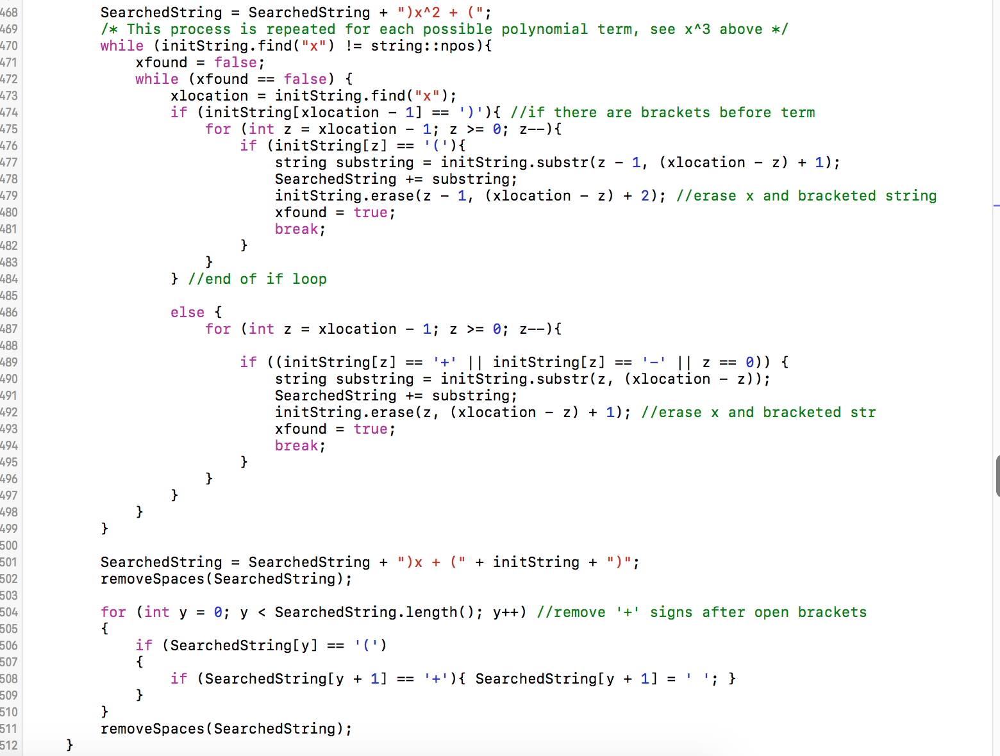 468 SearchedString = SearchedString + ")x^2 + (";
469 /* This process is repeated for each possible polynomial term, see x^3 above */
470 while (initString.find("x") != string::npos){
471 xfound = false;
472 while (xfound == false) {
473 xlocation = initString.find("x");
474 if (initString[xlocation - 1] == ')'){ //if there are brackets before term
475 for (int z = xlocation - 1; z >= 0; z--){
476 if (initString[z] == '('){
477 string substring = initString.substr(z - 1, (xlocation - z) + 1);
478 SearchedString += substring;
479 initString.erase(z - 1, (xlocation - z) + 2); //erase x and bracketed string
480 xfound = true;
481 break;
482 }
483 }
484 } //end of if loop
485
486 else {
487 for (int z = xlocation - 1; z >= 0; z--){
488
489 if ((initString[z] == '+' || initString[z] == '-' || z == 0)) {
490 string substring = initString.substr(z, (xlocation - z));
491 SearchedString += substring;
492 initString.erase(z, (xlocation - z) + 1); //erase x and bracketed str
493 xfound = true;
494 break;
495 }
496 }
497 }
498 }
499 }
500
501 SearchedString = SearchedString + ")x + (" + initString + ")";
502 removeSpaces(SearchedString);
503
504 for (int y = 0; y < SearchedString.length(); y++) //remove '+' signs after open brackets
505 {
506 if (SearchedString[y] == '(')
507 {
508 if (SearchedString[y + 1] == '+'){ SearchedString[y + 1] = ' '; }
509 }
510 }
511 removeSpaces(SearchedString);
512 }